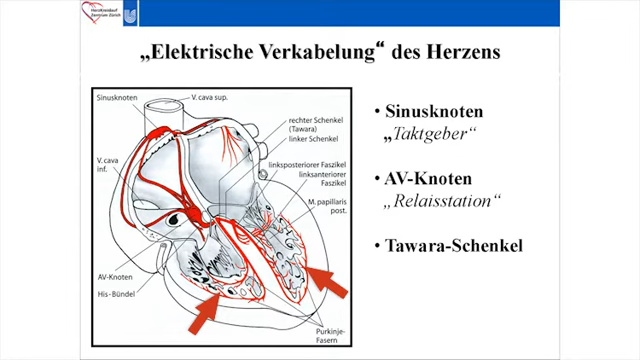 HerzKreislauf
Zentrum Zürich
„Elektrische Verkabelung“ des Herzens
Sinusknoten
V. cava sup.
rechter Schenkel
(Tawara)
linker Schenkel
V. cava
inf.
linksposteriorer Faszikel
linksanteriorer
Faszikel
M. papillaris
post.
AV-Knoten
His-Bündel
Purkinje-
Fasern
• Sinusknoten
„Taktgeber“
• AV-Knoten
„Relaisstation“
• Tawara-Schenkel